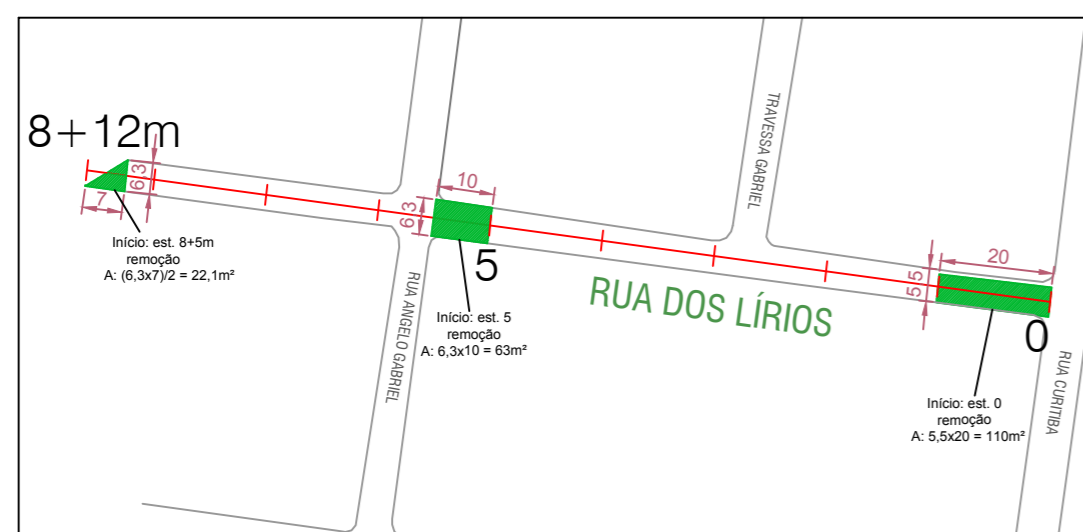 8+12m
6,3
7
Início: est. 8+5m
remoção
A: (6,3x7)/2 = 22,1m²
10
6,3
5
Início: est. 5
remoção
A: 6,3x10 = 63m²
RUA ANGELO GABRIEL
TRAVESSA GABRIEL
RUA DOS LÍRIOS
20
5,5
0
Início: est. 0
remoção
A: 5,5x20 = 110m²
RUA CURITIBA